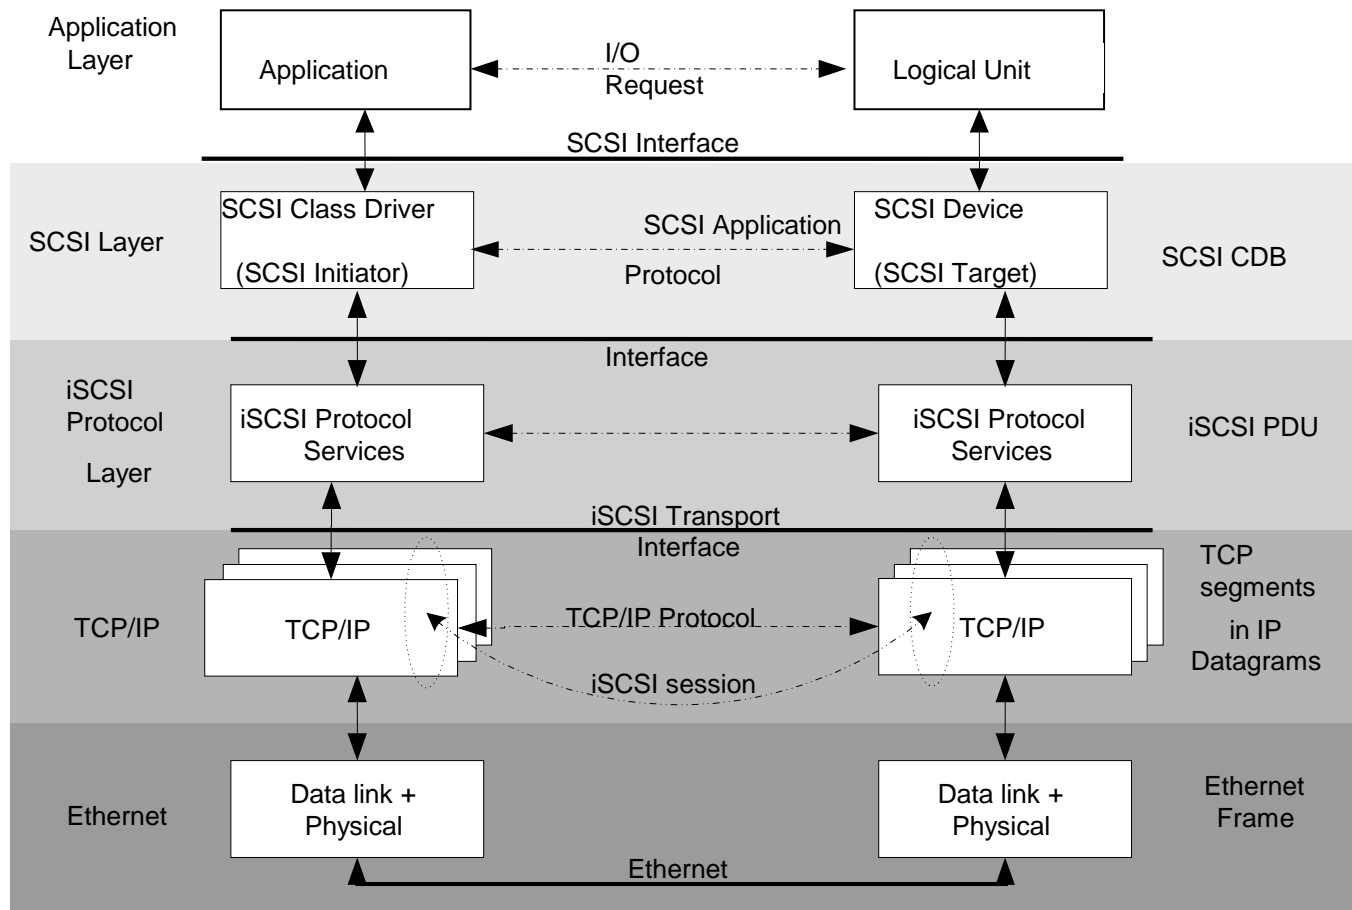 Application
Layer
Application
I/O
Request
Logical Unit
SCSI Interface
SCSI Layer
SCSI Class Driver
(SCSI Initiator)
SCSI Application
Protocol
SCSI Device
(SCSI Target)
SCSI CDB
Interface
iSCSI
Protocol
Layer
iSCSI Protocol
Services
iSCSI Protocol
Services
iSCSI PDU
iSCSI Transport
Interface
TCP/IP
TCP/IP
TCP/IP Protocol
iSCSI session
TCP/IP
TCP
segments
in IP
Datagrams
Ethernet
Data link +
Physical
Data link +
Physical
Ethernet
Frame
Ethernet